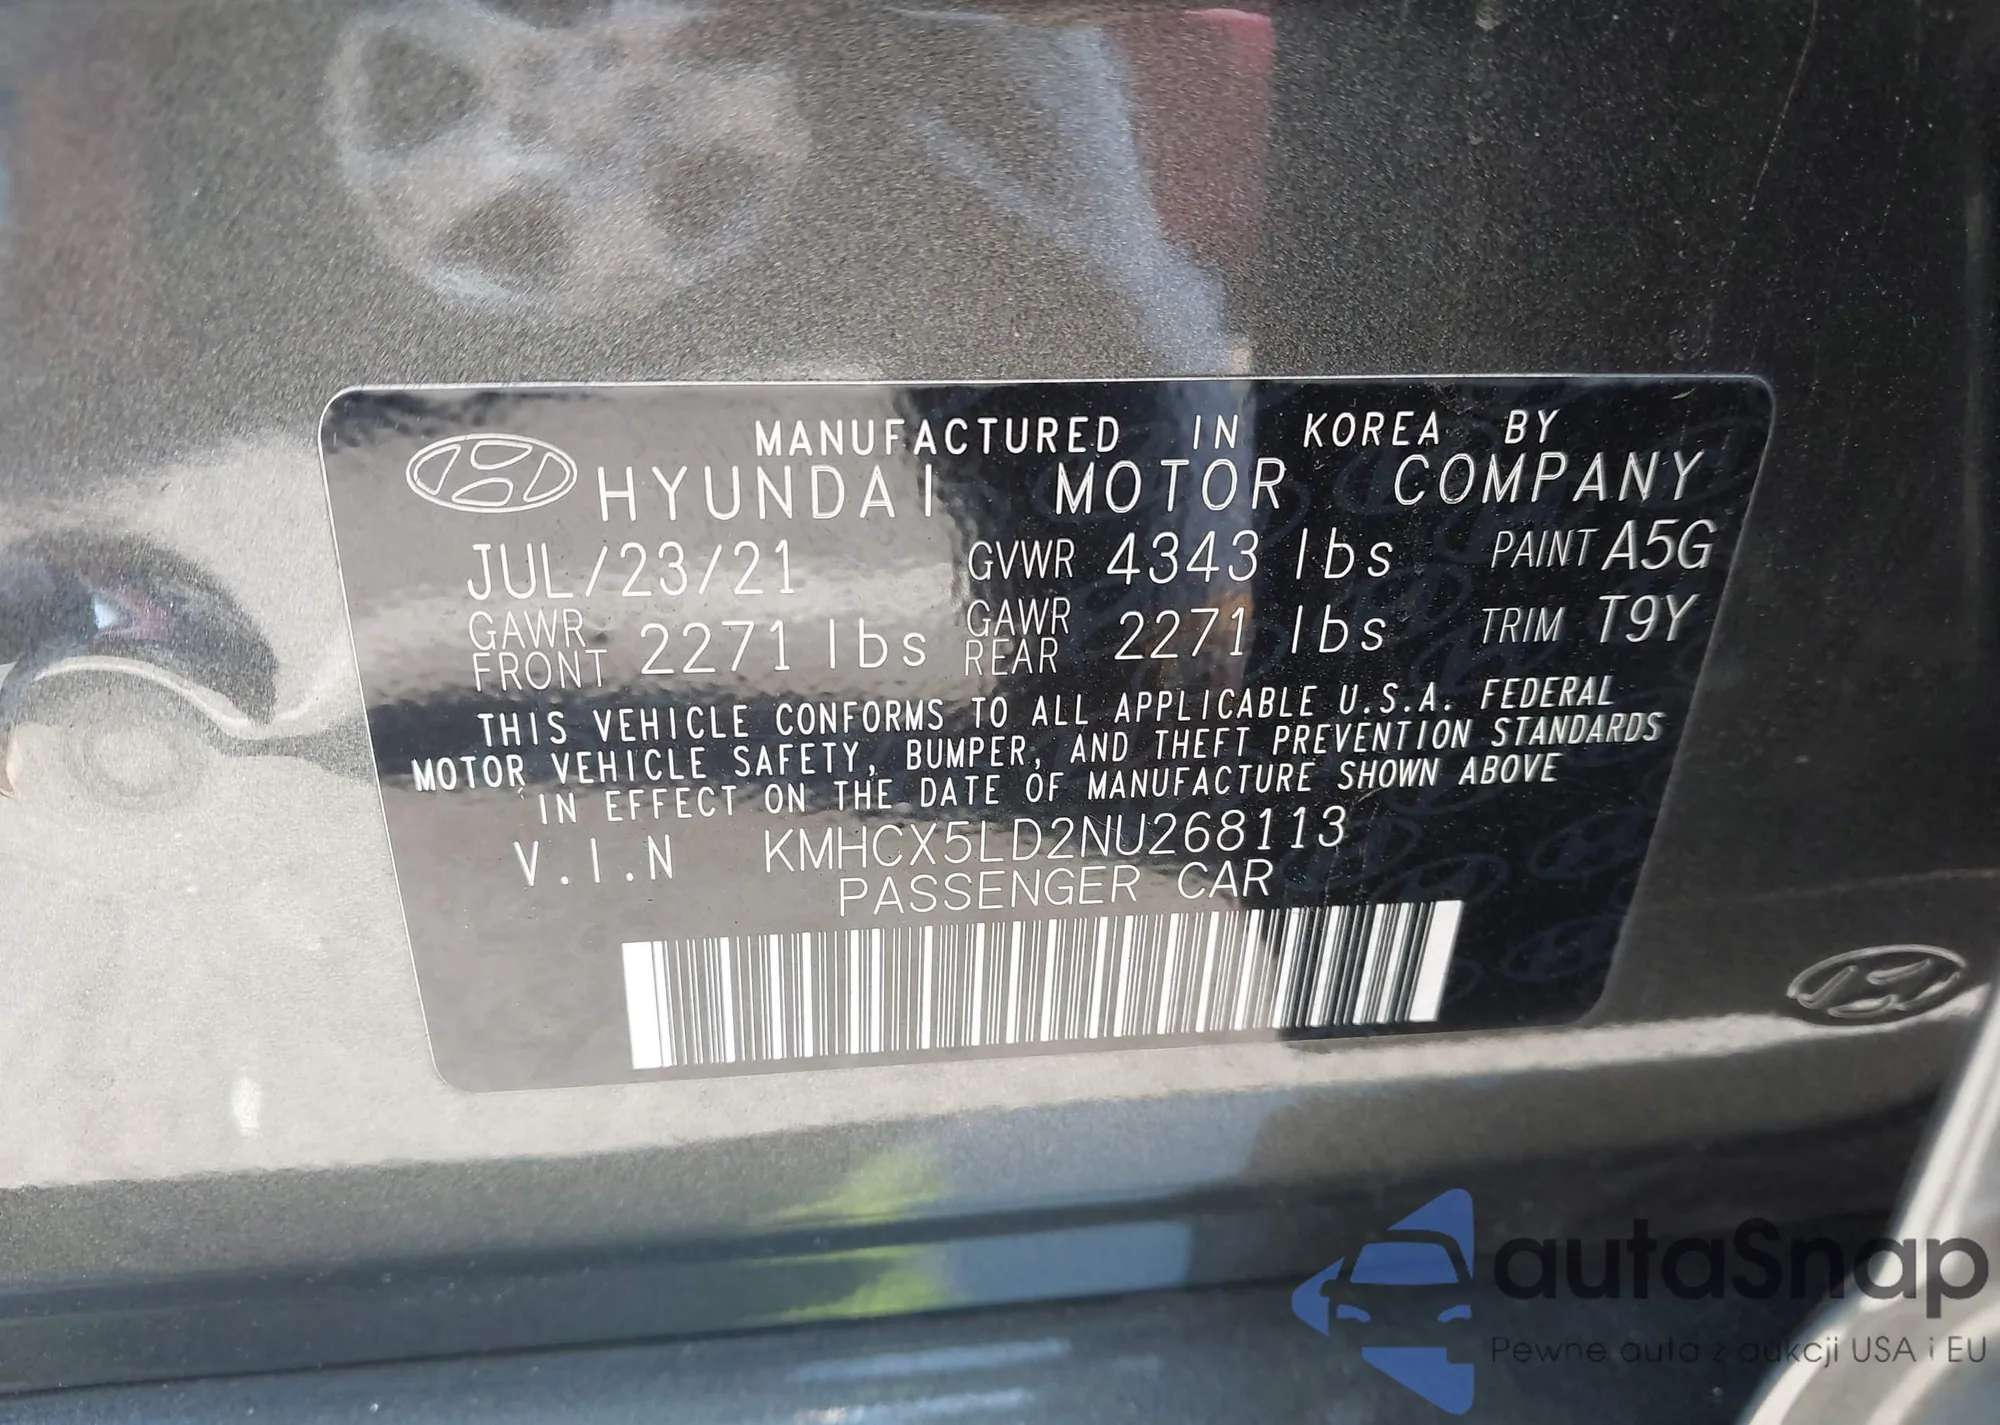 MANUFACTURED IN KOREA BY
HYUNDAI MOTOR COMPANY
JUL/23/21 GVWR 4343 lbs PAINT A5G
GAWR FRONT 2271 lbs GAWR REAR 2271 lbs TRIM T9Y
THIS VEHICLE CONFORMS TO ALL APPLICABLE U.S.A. FEDERAL
MOTOR VEHICLE SAFETY, BUMPER, AND THEFT PREVENTION STANDARDS
IN EFFECT ON THE DATE OF MANUFACTURE SHOWN ABOVE
V.I.N KMHCX5LD2NU268113
PASSENGER CAR
autaSnap
Pewne auta z aukcji USA i EU